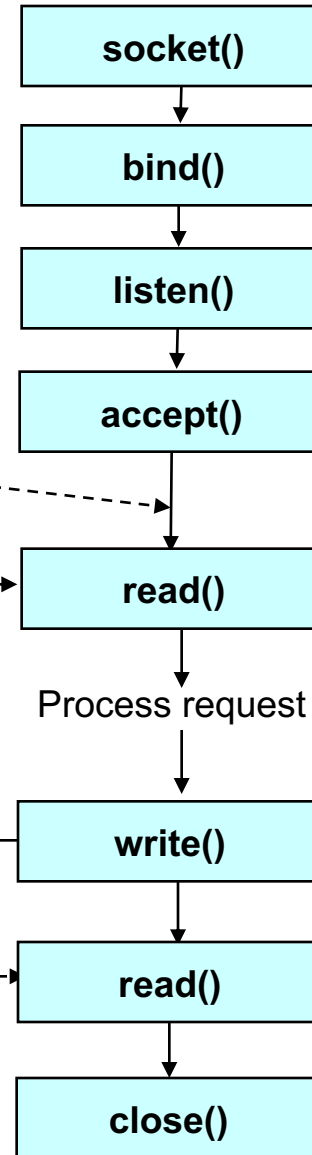 socket()
bind()
listen()
accept()
read()
Process request
write()
read()
close()